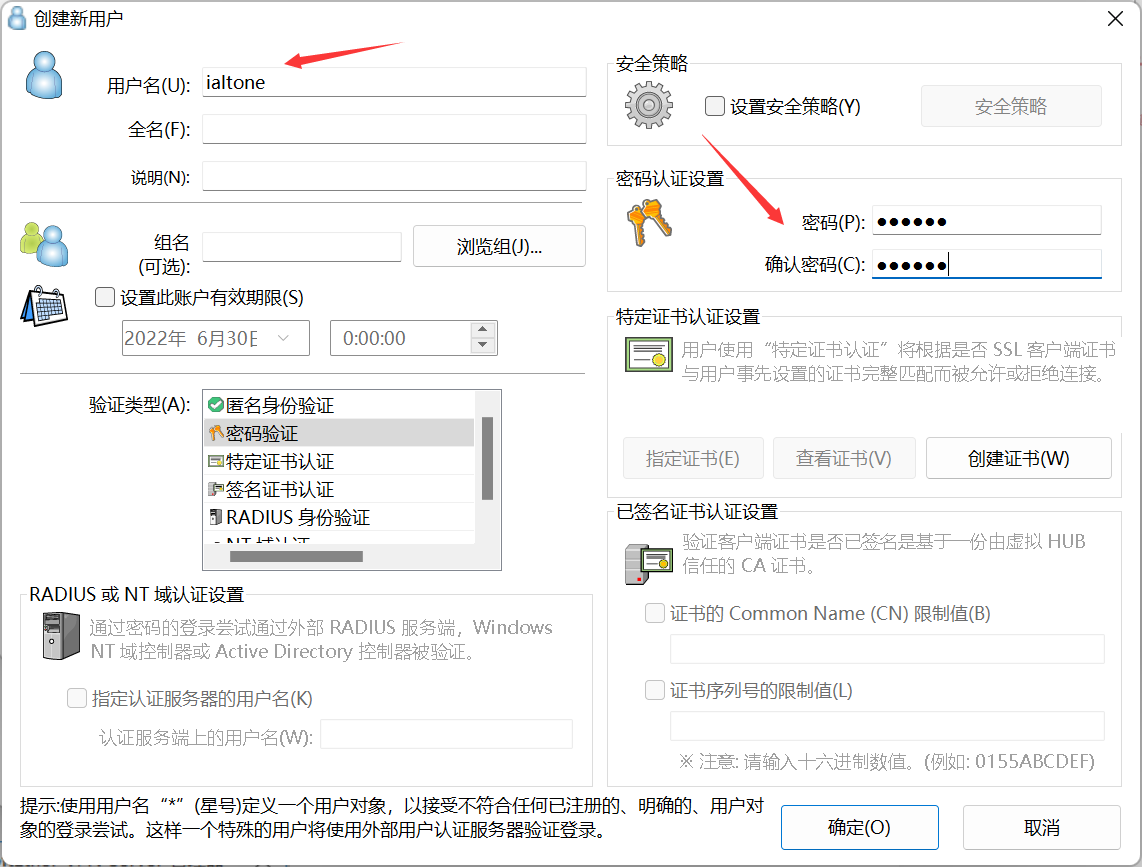 创建新用户
用户名(U):
ialtone
全名(F):
说明(N):
组名
(可选):
浏览组(J)...
设置此账户有效期限(S)
2022年 6月30日
0:00:00
验证类型(A):
匿名身份验证
密码验证
特定证书认证
签名证书认证
RADIUS 身份验证
NT 域认证
RADIUS 或 NT 域认证设置
通过密码的登录尝试通过外部 RADIUS 服务端，Windows
NT 域控制器或 Active Directory 控制器被验证。
指定认证服务器的用户名(K)
认证服务端上的用户名(W):
安全策略
设置安全策略(Y)
安全策略
密码认证设置
密码(P):
●●●●●●
确认密码(C):
●●●●●●
特定证书认证设置
用户使用“特定证书认证”将根据是否 SSL 客户端证书
与用户事先设置的证书完整匹配而被允许或拒绝连接。
指定证书(E)
查看证书(V)
创建证书(W)
已签名证书认证设置
验证客户端证书是否已签名是基于一份由虚拟 HUB
信任的 CA 证书。
证书的 Common Name (CN) 限制值(B)
证书序列号的限制值(L)
※ 注意: 请输入十六进制数值。(例如: 0155ABCDEF)
提示:使用用户名“*”(星号)定义一个用户对象，以接受不符合任何已注册的、明确的、用户对
象的登录尝试。这样一个特殊的用户将使用外部用户认证服务器验证登录。
确定(O)
取消